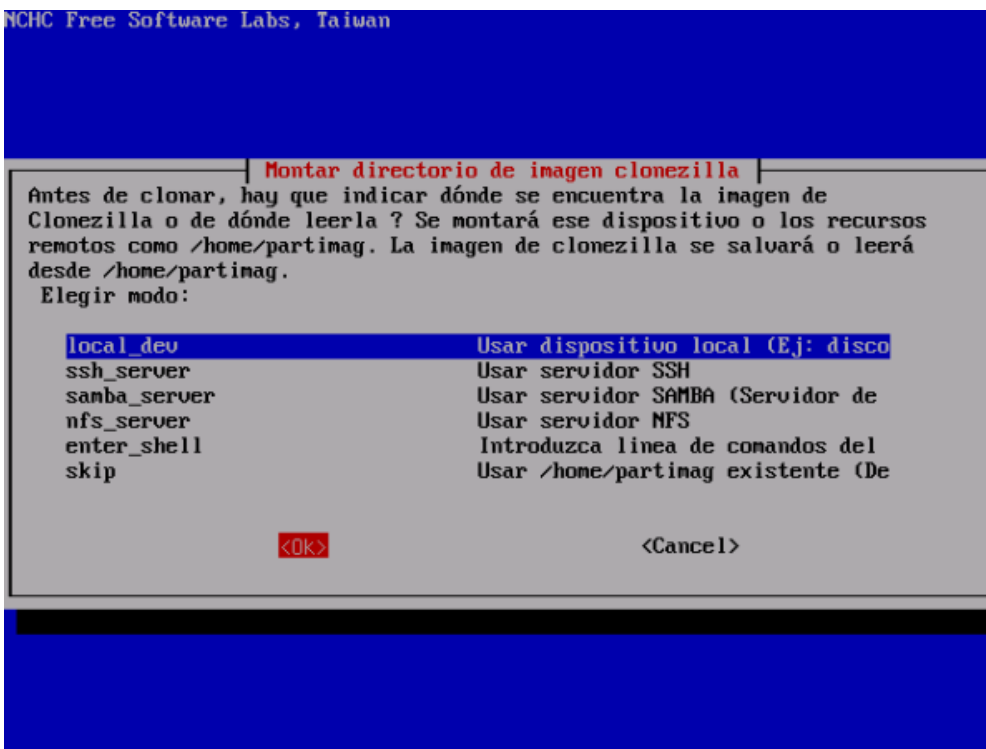 NCHC Free Software Labs, Taiwan
Montar directorio de imagen clonezilla
Antes de clonar, hay que indicar dónde se encuentra la imagen de
Clonezilla o de dónde leerla ? Se montará ese dispositivo o los recursos
remotos como /home/partimag. La imagen de clonezilla se salvará o leerá
desde /home/partimag.
Elegir modo:
local_dev Usar dispositivo local (Ej: disco
ssh_server Usar servidor SSH
samba_server Usar servidor SAMBA (Servidor de
nfs_server Usar servidor NFS
enter_shell Introduzca linea de comandos del
skip Usar /home/partimag existente (De
<Ok> <Cancel>